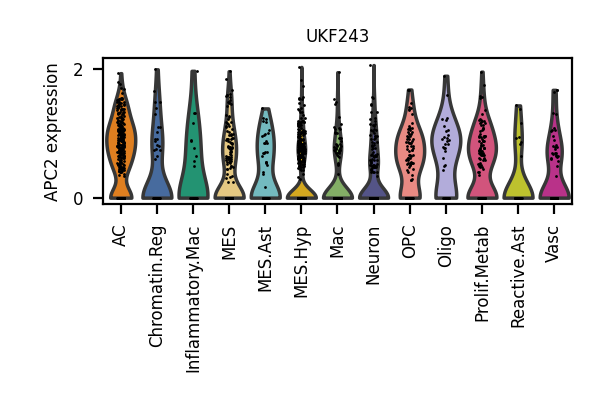 UKF243
APC2 expression
2
0
AC
Chromatin.Reg
Inflammatory.Mac
MES
MES.Ast
MES.Hyp
Mac
Neuron
OPC
Oligo
Prolif.Metab
Reactive.Ast
Vasc